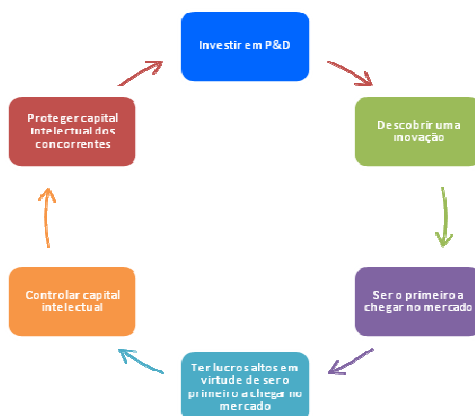 Investir em P&D
Descobrir uma
inovação
Ser o primeiro a
chegar no mercado
Ter lucros altos em
virtude de ser o
primeiro a chegar no
mercado
Controlar capital
intelectual
Proteger capital
intelectual dos
concorrentes